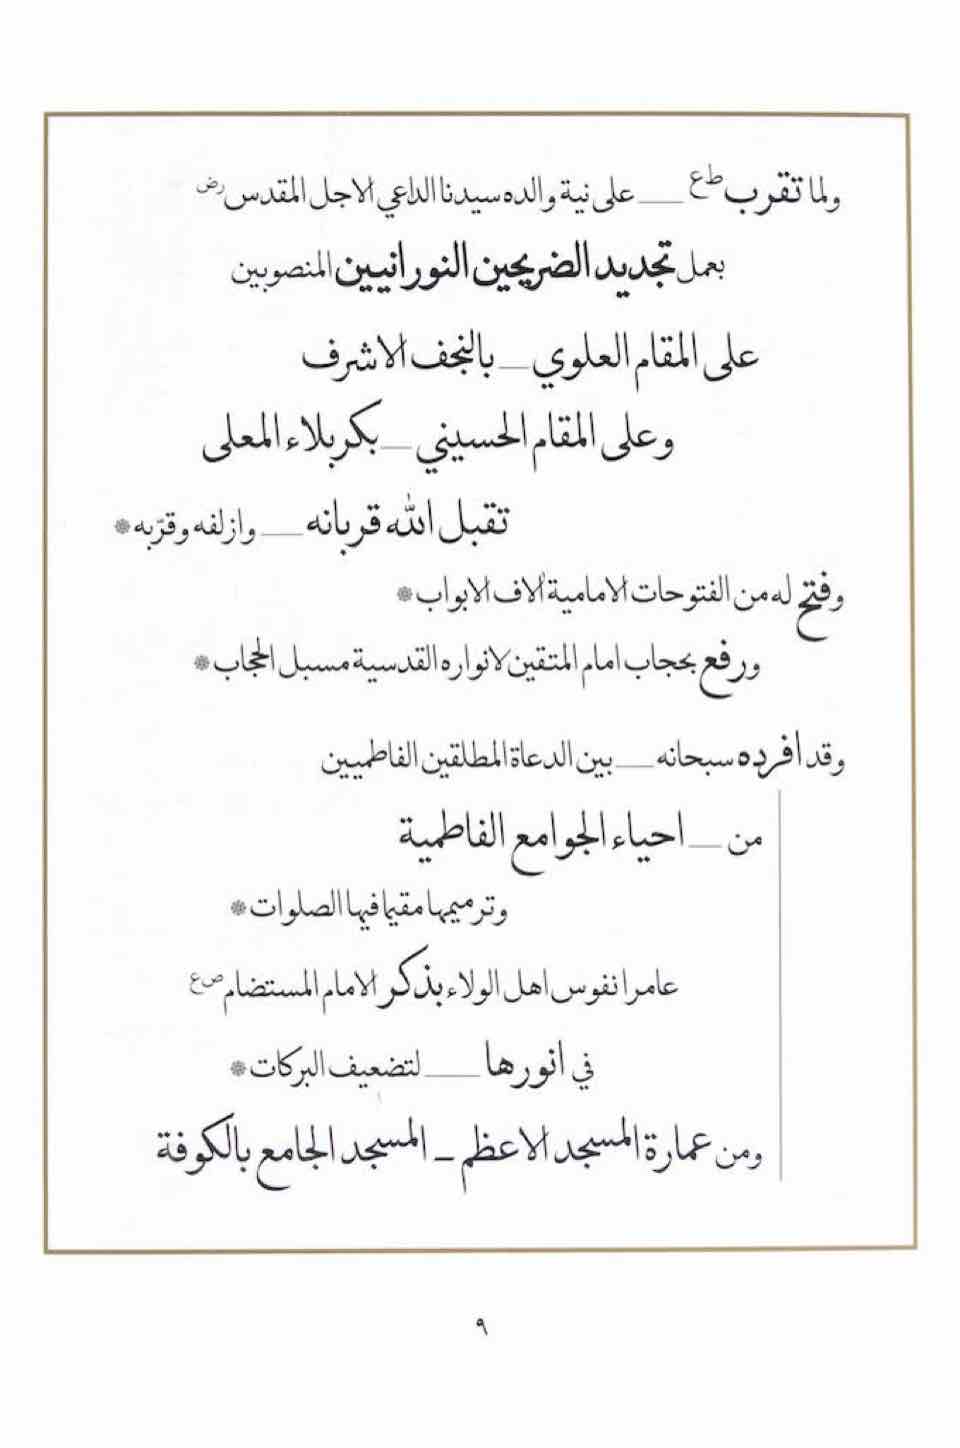 ولما تقرب ط ع ـــ على نية والده سيدنا الداعي الاجل المقدس رض
بعمل تجديد الضريحين النورانيين المنصوبين
على المقام العلوي ـــ بالنجف الاشرف
وعلى المقام الحسيني ـــ بكربلاء المعلى
تقبل الله قربانه ـــ وازلفه وقرّبه *
وفتح له من الفتوحات الامامية الاف الابواب *
ورفع بحجاب امام المتقين لانواره القدسية مسبل الحجاب *
وقد افرده سبحانه ـــ بين الدعاة المطلقين الفاطميين
من ـــ احياء الجوامع الفاطمية
وترميمها مقيما فيها الصلوات *
عامرا نفوس اهل الولاء بذكر الامام المستضام ص ع
في انورها ـــ لتضعيف البركات *
ومن عمارة المسجد الاعظم ـ المسجد الجامع بالكوفة
٩